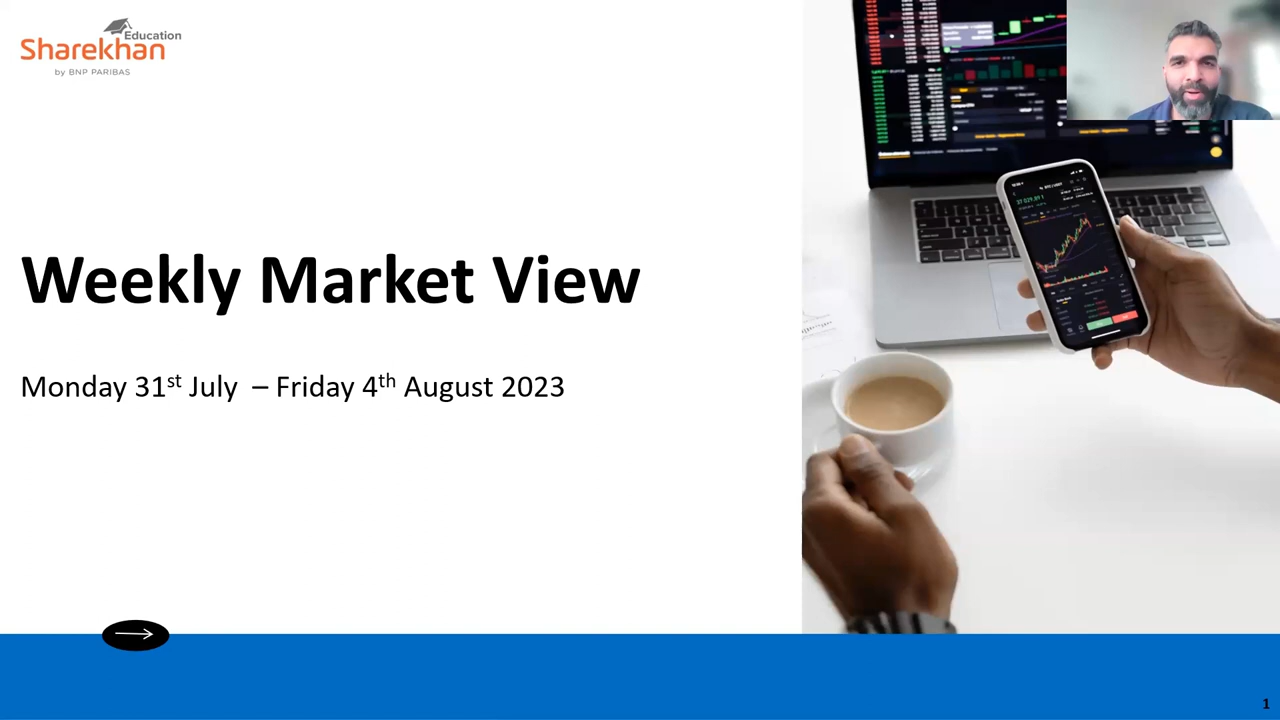 Education
Sharekhan
by BNP PARIBAS
Weekly Market View
Monday 31st July – Friday 4th August 2023
1